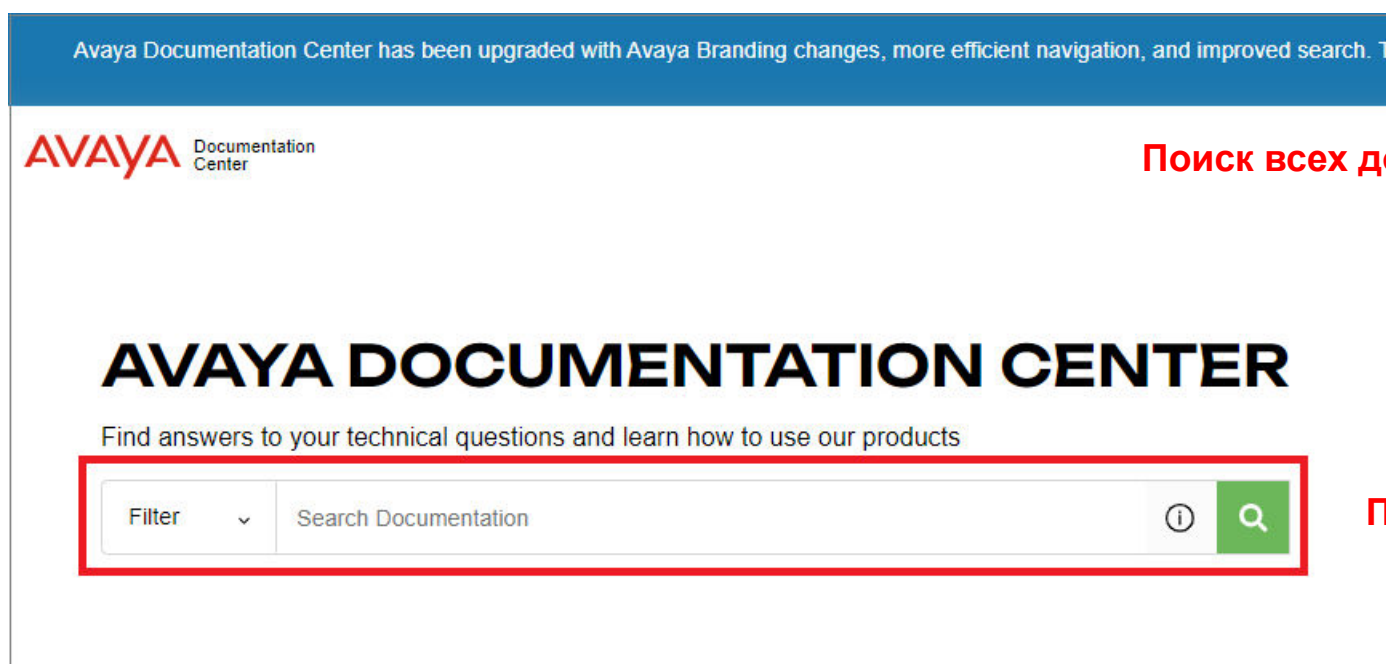 Avaya Documentation Center has been upgraded with Avaya Branding changes, more efficient navigation, and improved search.
AVAYA Documentation
Center
Поиск всех
AVAYA DOCUMENTATION CENTER
Find answers to your technical questions and learn how to use our products
Filter Search Documentation